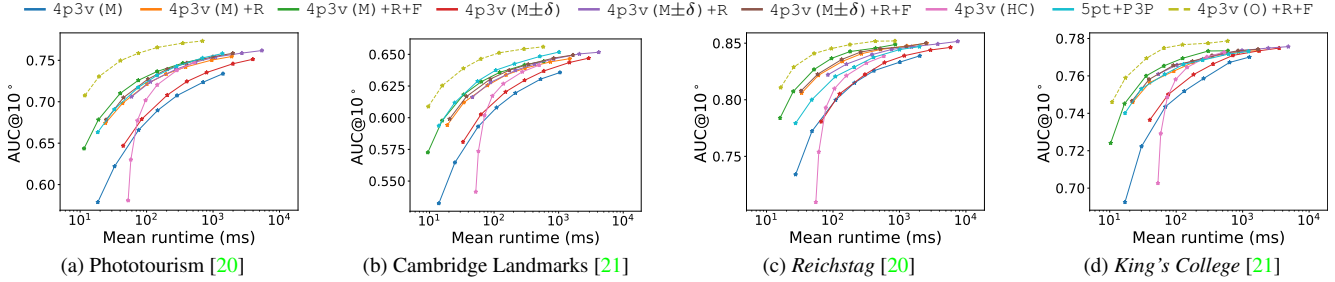 4p3v(M) 4p3v(M)+R 4p3v(M)+R+F 4p3v(M±δ) 4p3v(M±δ)+R 4p3v(M±δ)+R+F 4p3v(HC) 5pt+P3P 4p3v(O)+R+F
AUC@10°
0.75
0.70
0.65
0.60
10¹ 10² 10³ 10⁴
Mean runtime (ms)
(a) Phototourism [20]
AUC@10°
0.650
0.625
0.600
0.575
0.550
10¹ 10² 10³ 10⁴
Mean runtime (ms)
(b) Cambridge Landmarks [21]
AUC@10°
0.85
0.80
0.75
10¹ 10² 10³ 10⁴
Mean runtime (ms)
(c) Reichstag [20]
AUC@10°
0.78
0.76
0.74
0.72
0.70
10¹ 10² 10³ 10⁴
Mean runtime (ms)
(d) King's College [21]